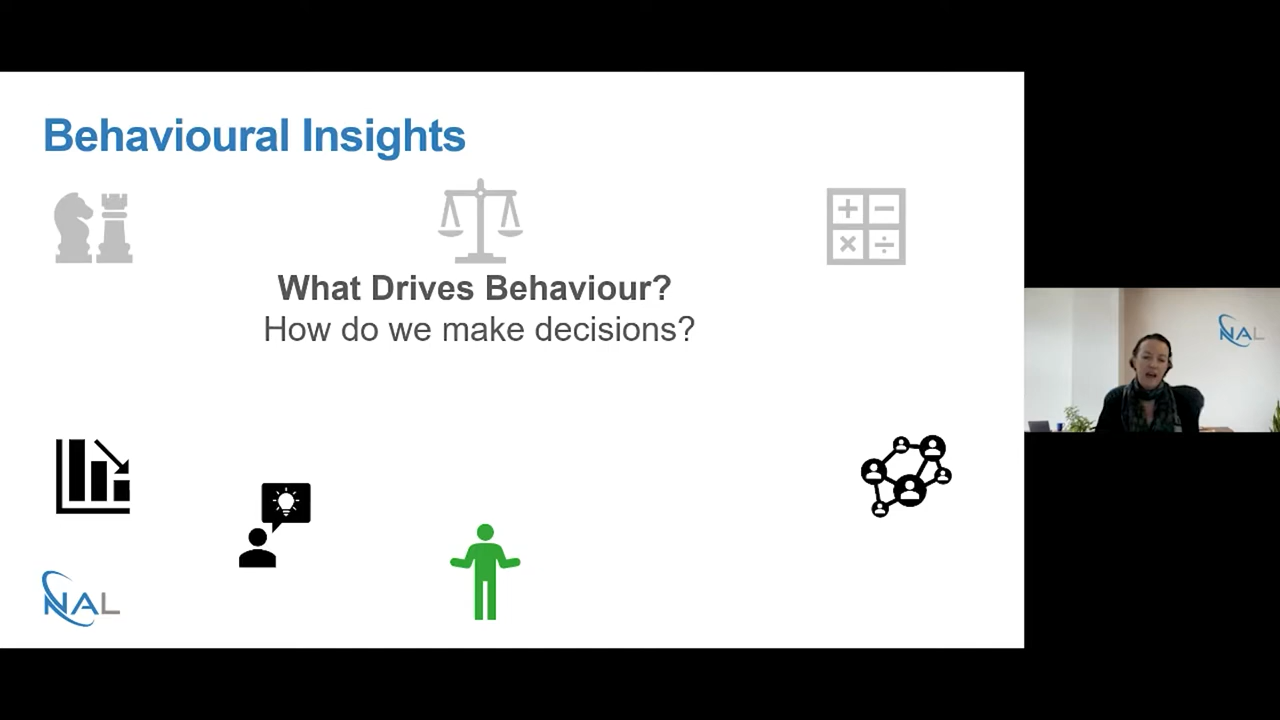 Behavioural Insights
What Drives Behaviour?
How do we make decisions?
NAL
NAL